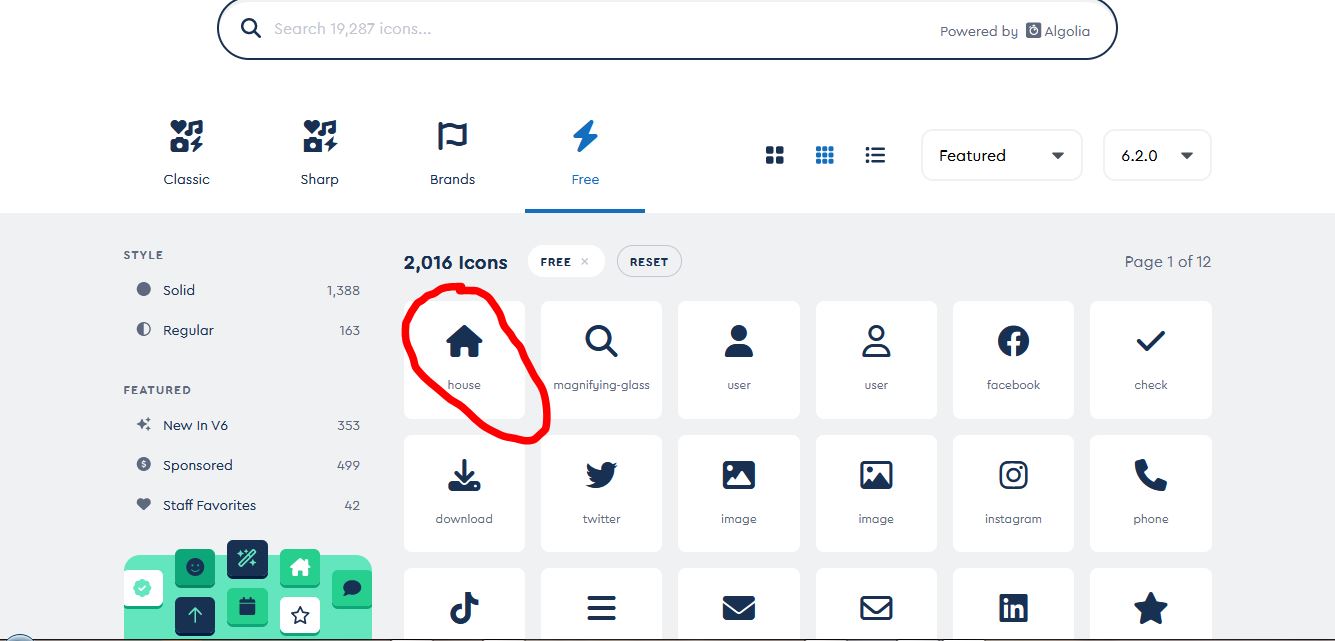 Search 19,287 icons...
Powered by Algolia
Classic
Sharp
Brands
Free
Featured
6.2.0
STYLE
Solid 1,388
Regular 163
FEATURED
New In V6 353
Sponsored 499
Staff Favorites 42
2,016 Icons
FREE ×
RESET
Page 1 of 12
house
magnifying-glass
user
user
facebook
check
download
twitter
image
image
instagram
phone